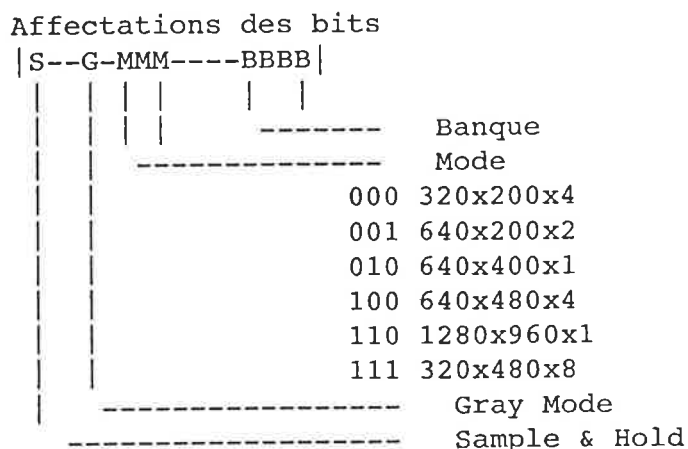 Affectations des bits
|S--G-MMM----BBBB|
Banque
Mode
000 320x200x4
001 640x200x2
010 640x400x1
100 640x480x4
110 1280x960x1
111 320x480x8
Gray Mode
Sample & Hold